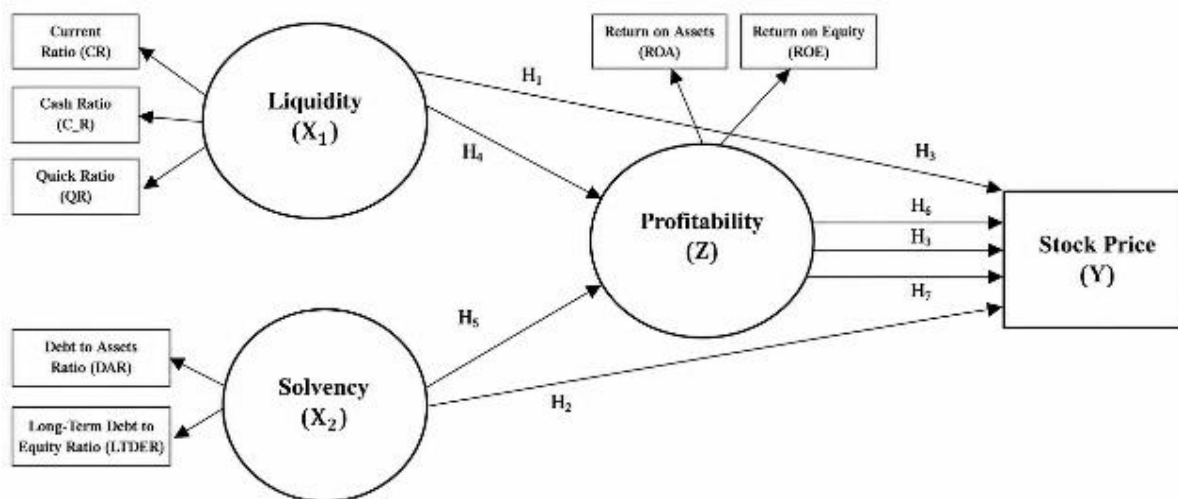 Current
Ratio (CR)
Cash Ratio
(C_R)
Quick Ratio
(QR)
Liquidity
(X₁)
Return on Assets
(ROA)
Return on Equity
(ROE)
H₁
H₃
H₄
Profitability
(Z)
H₆
H₃
H₇
Stock Price
(Y)
H₅
H₂
Debt to Assets
Ratio (DAR)
Long-Term Debt to
Equity Ratio (LTDER)
Solvency
(X₂)